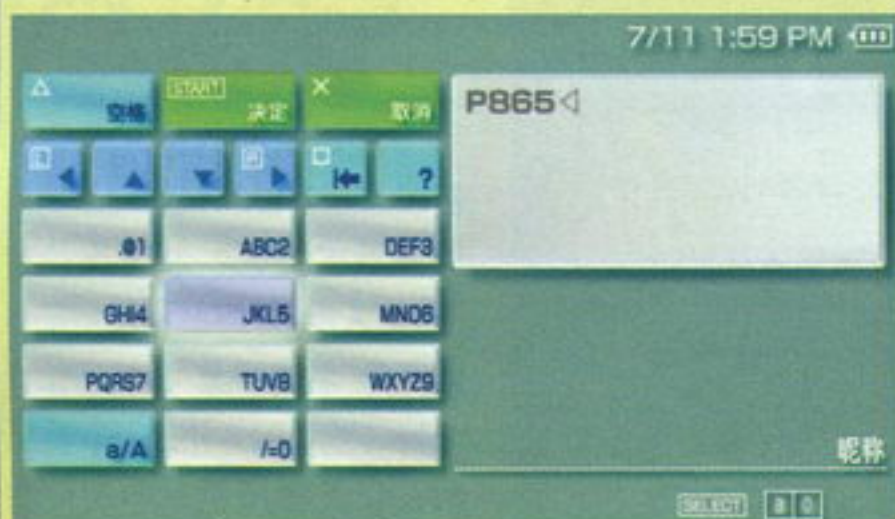 7/11 1:59 PM
START
空格 决定 取消
P865
?
.@1 ABC2 DEF3
GHI4 JKL5 MNO6
PQRS7 TUV8 WXYZ9
a/A /=0
昵称
SELECT a 0